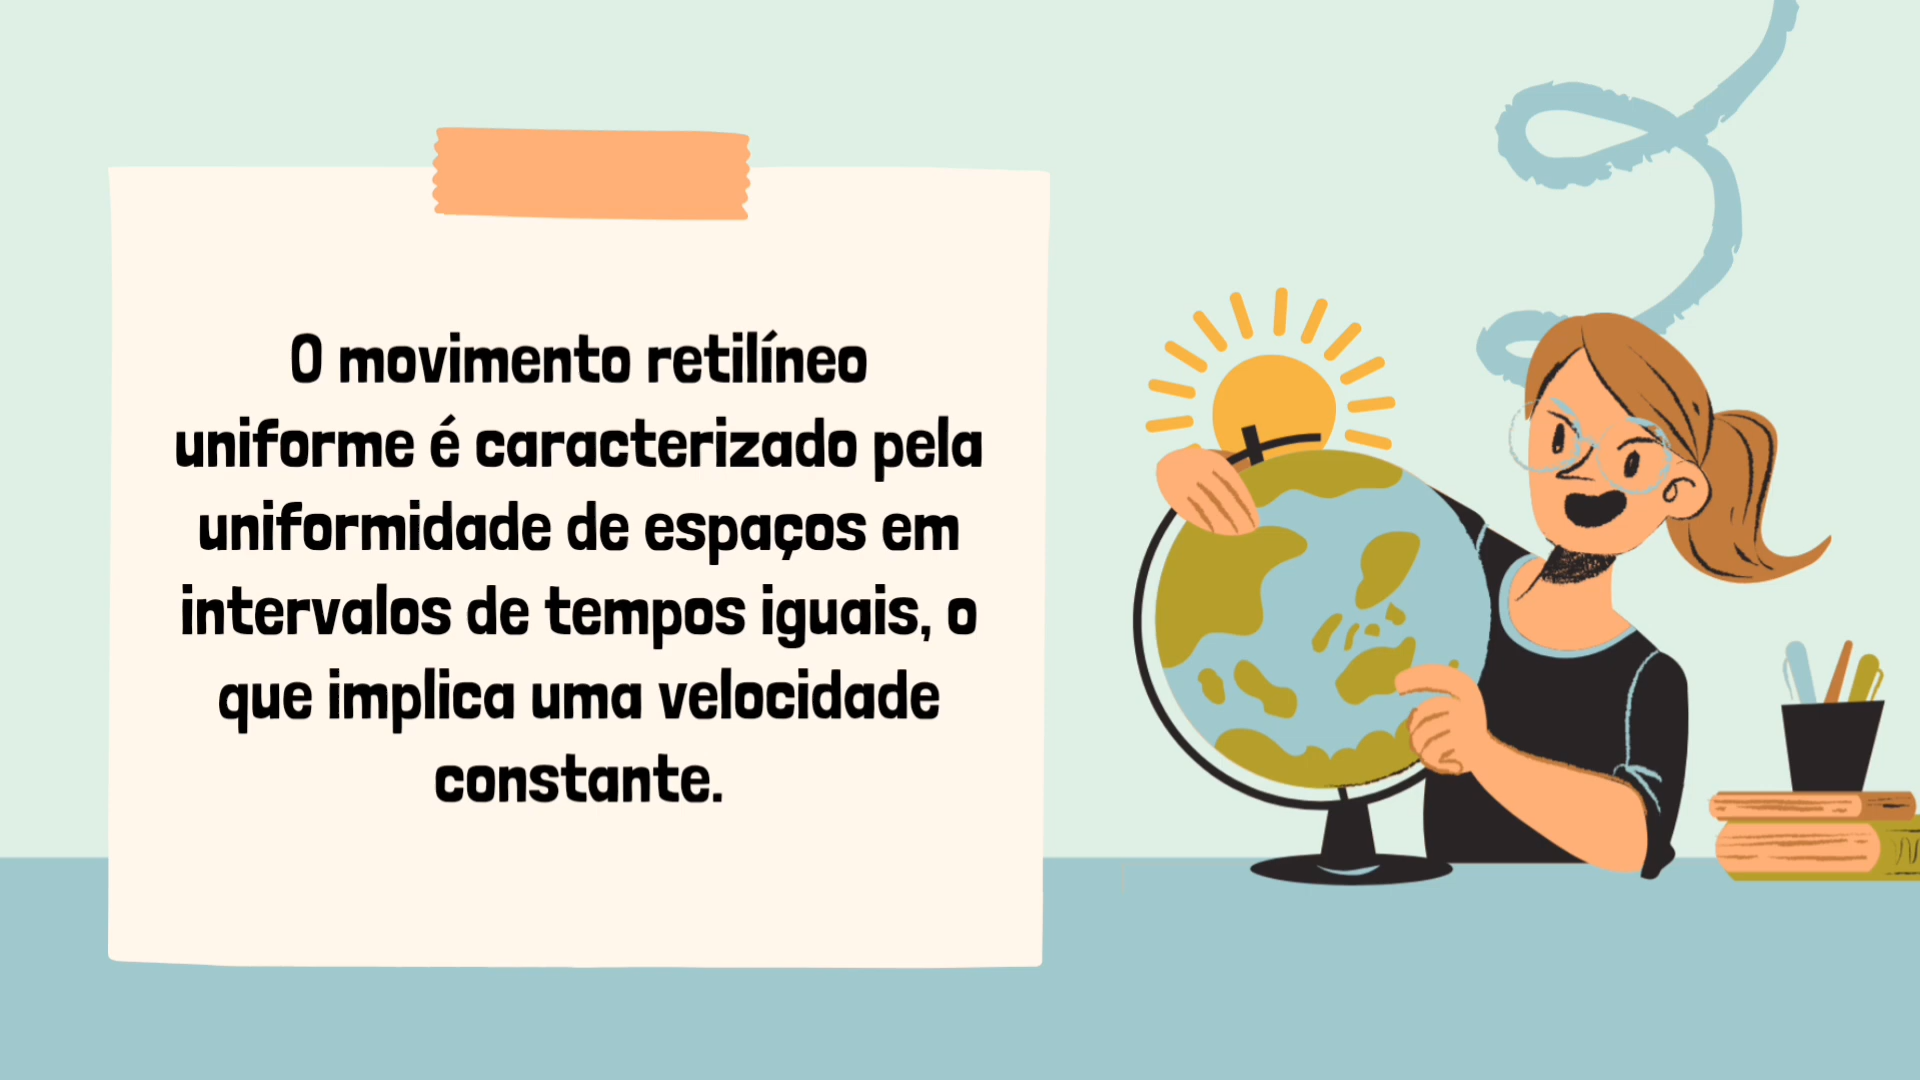 O movimento retilíneo
uniforme é caracterizado pela
uniformidade de espaços em
intervalos de tempos iguais, o
que implica uma velocidade
constante.